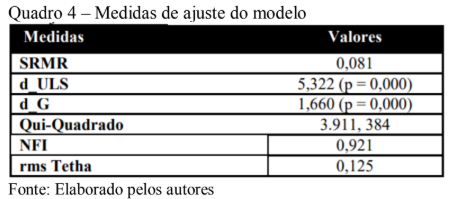 Quadro 4 – Medidas de ajuste do modelo
Medidas Valores
SRMR 0,081
d_ULS 5,322 (p = 0,000)
d_G 1,660 (p = 0,000)
Qui-Quadrado 3.911, 384
NFI 0,921
rms Tetha 0,125
Fonte: Elaborado pelos autores